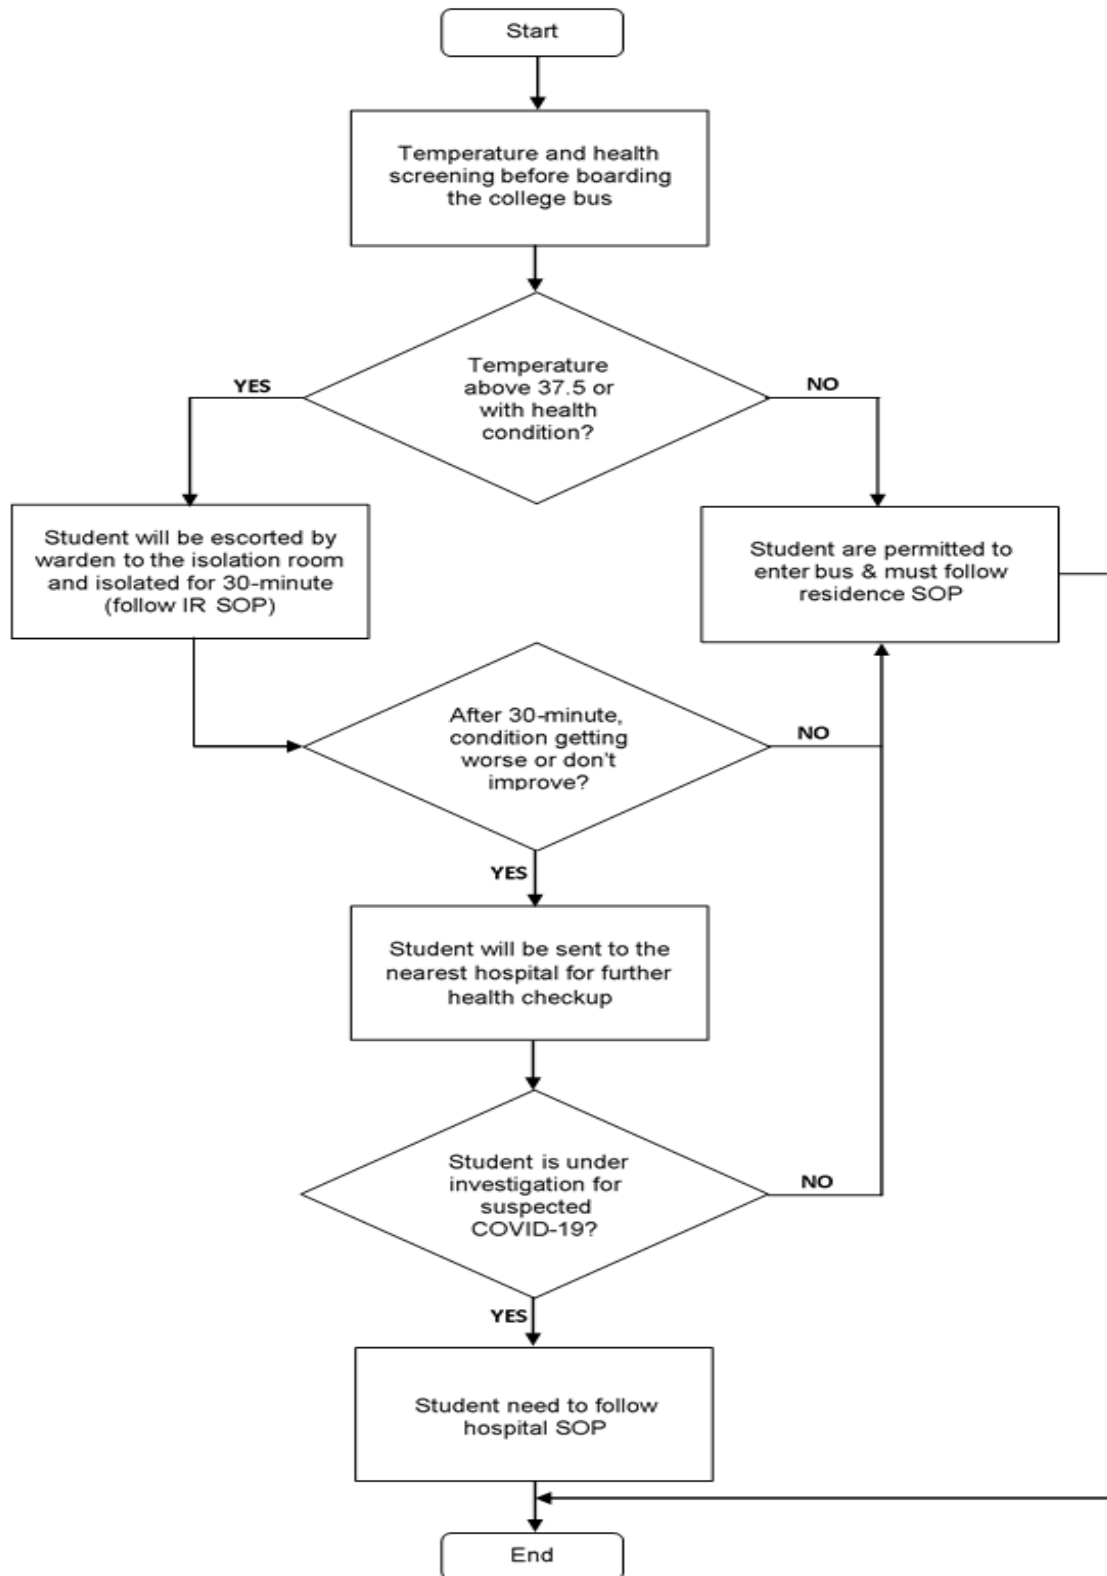 Start
Temperature and health
screening before boarding
the college bus
Temperature
above 37.5 or
with health
condition?
YES
NO
Student will be escorted by
warden to the isolation room
and isolated for 30-minute
(follow IR SOP)
Student are permitted to
enter bus & must follow
residence SOP
After 30-minute,
condition getting
worse or don't
improve?
NO
YES
Student will be sent to the
nearest hospital for further
health checkup
Student is under
investigation for
suspected
COVID-19?
NO
YES
Student need to follow
hospital SOP
End